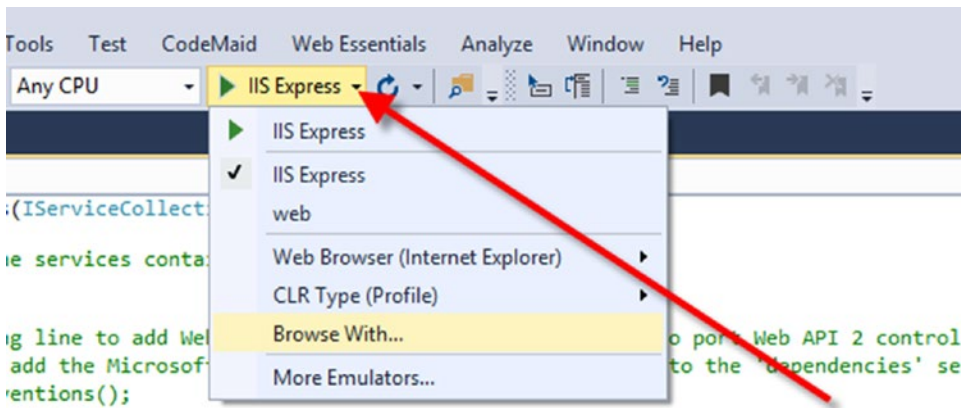 Tools Test CodeMaid Web Essentials Analyze Window Help
Any CPU IIS Express
IIS Express
IIS Express
(IServiceCollect
web
services conta
Web Browser (Internet Explorer)
CLR Type (Profile)
line to add We Browse With... port Web API 2 control
add the Microsof to the 'dependencies' se
More Emulators...
ventions();